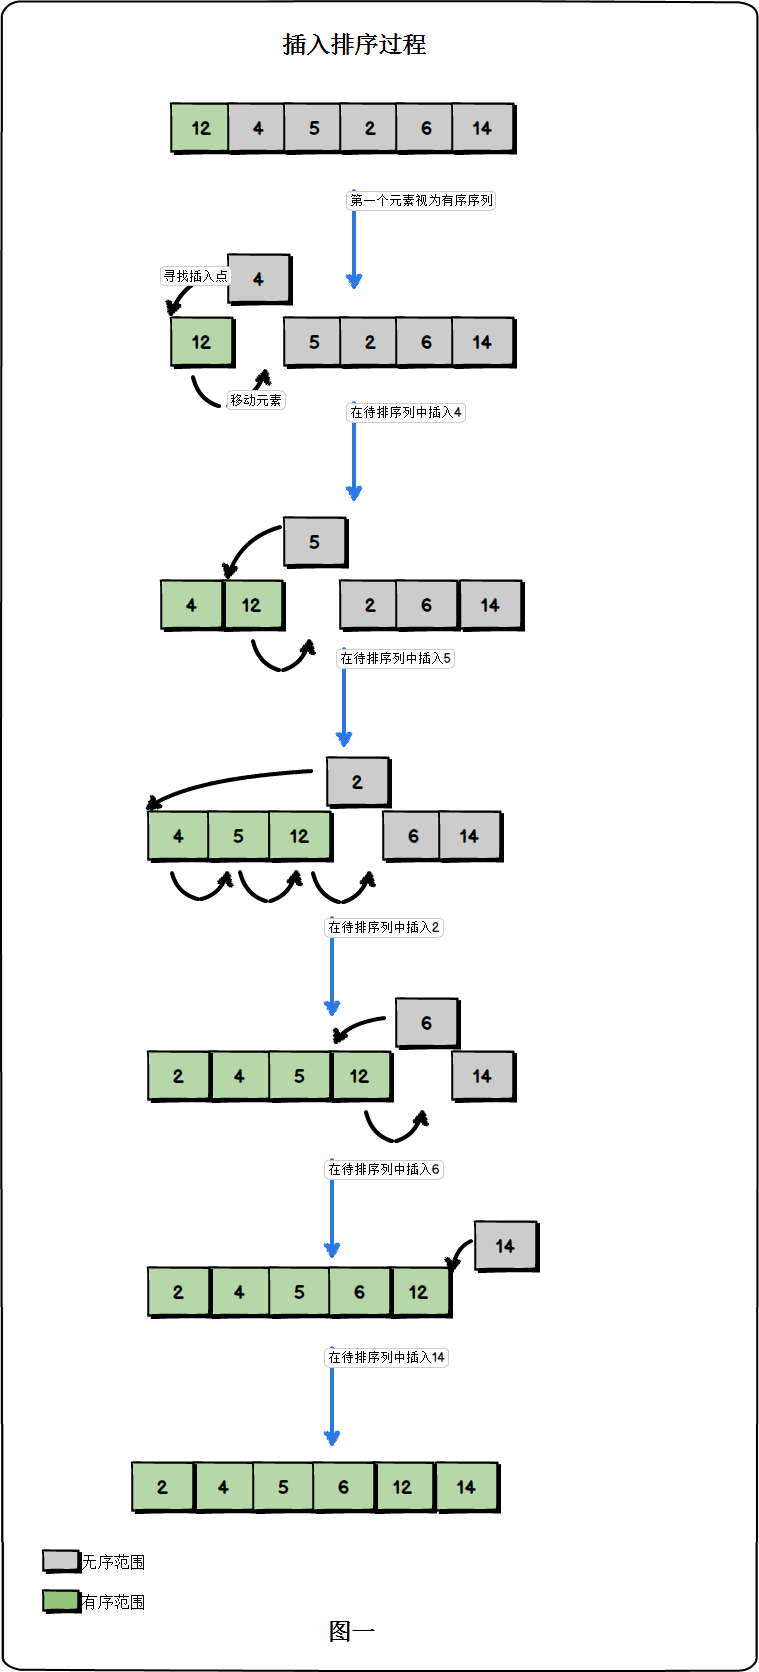 插入排序过程
12 4 5 2 6 14
第一个元素视为有序序列
寻找插入点
4
12 5 2 6 14
移动元素
在待排序列中插入4
5
4 12 2 6 14
在待排序列中插入5
2
4 5 12 6 14
在待排序列中插入2
6
2 4 5 12 14
在待排序列中插入6
14
2 4 5 6 12
在待排序列中插入14
2 4 5 6 12 14
无序范围
有序范围
图一